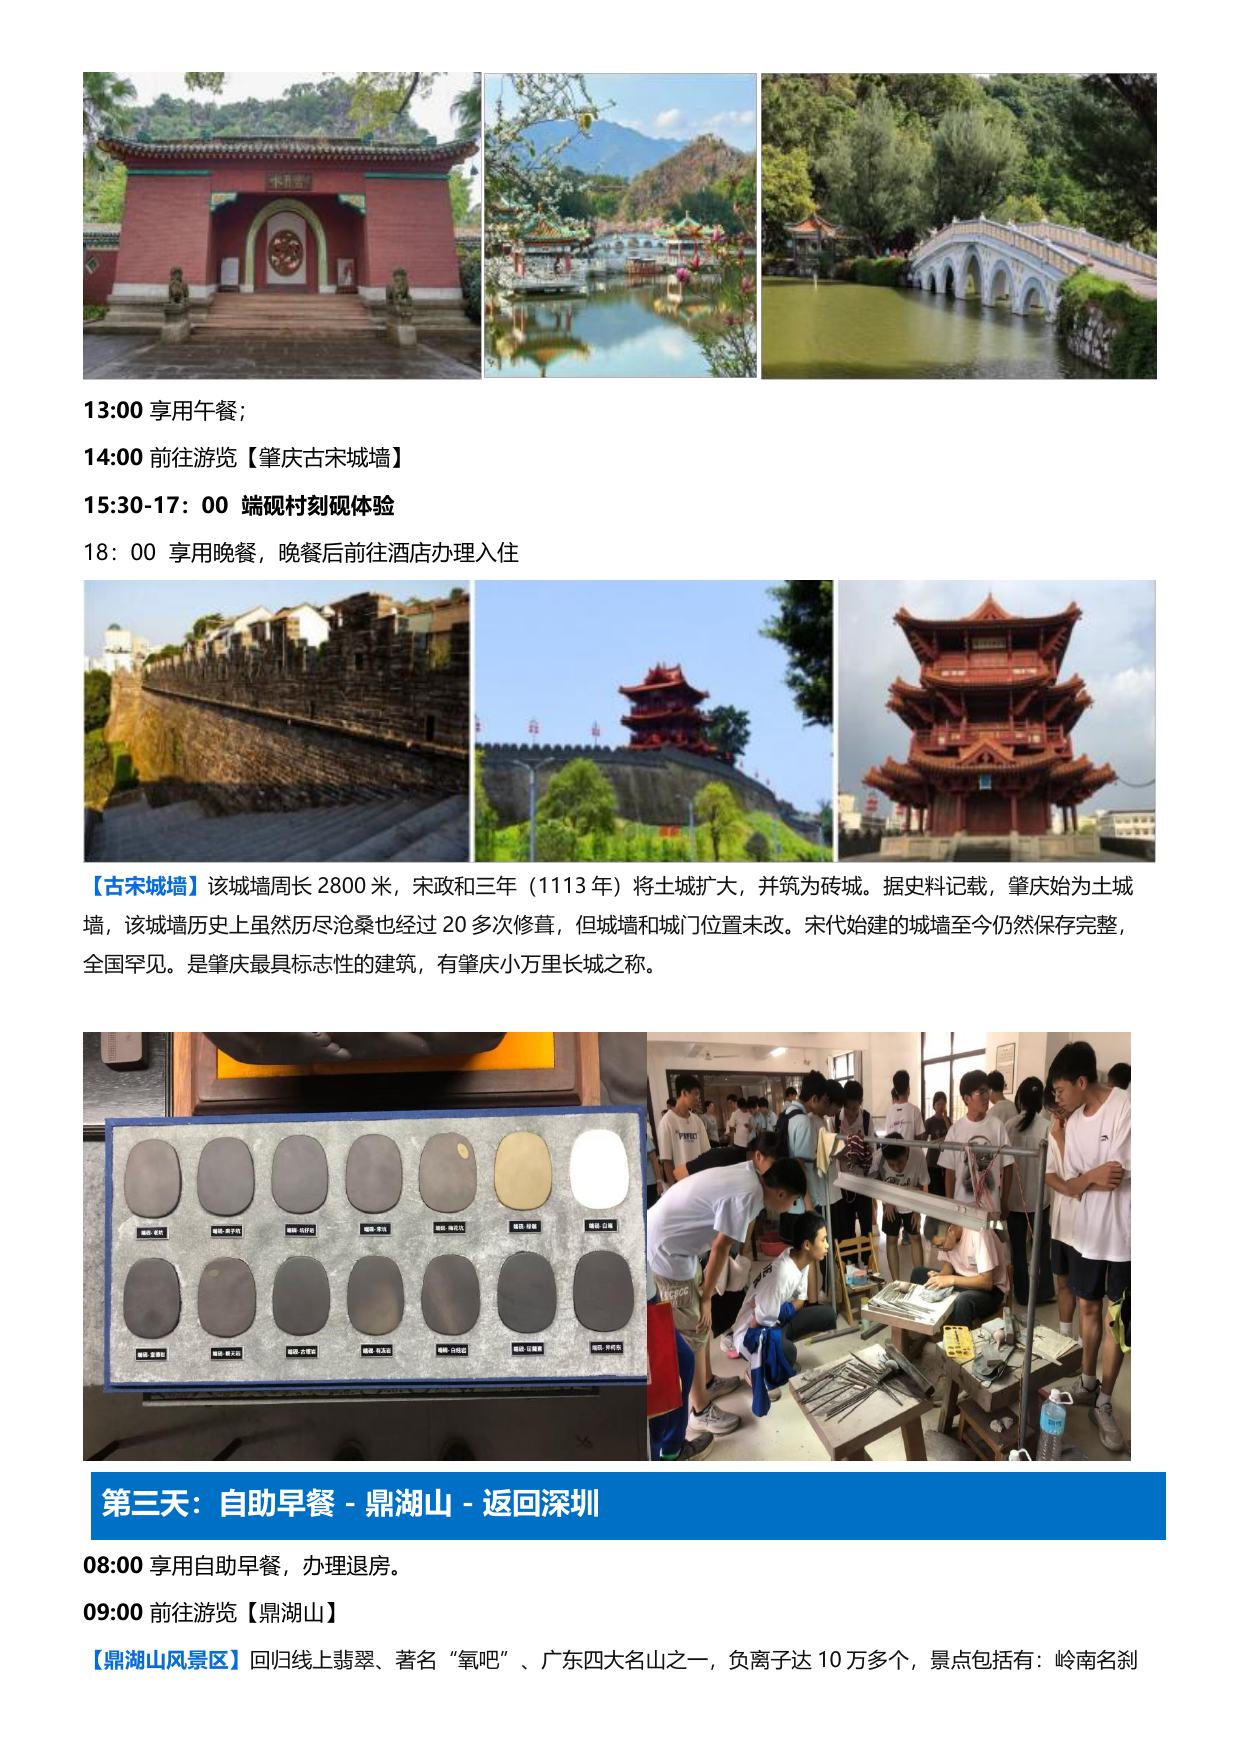 13:00 享用午餐；
14:00 前往游览【肇庆古宋城墙】
15:30-17：00 端砚村刻砚体验
18：00 享用晚餐，晚餐后前往酒店办理入住
【古宋城墙】该城墙周长 2800 米，宋政和三年（1113 年）将土城扩大，并筑为砖城。据史料记载，肇庆始为土城
墙，该城墙历史上虽然历尽沧桑也经过 20 多次修葺，但城墙和城门位置未改。宋代始建的城墙至今仍然保存完整，
全国罕见。是肇庆最具标志性的建筑，有肇庆小万里长城之称。
第三天：自助早餐 - 鼎湖山 - 返回深圳
08:00 享用自助早餐，办理退房。
09:00 前往游览【鼎湖山】
【鼎湖山风景区】回归线上翡翠、著名“氧吧”、广东四大名山之一，负离子达 10 万多个，景点包括有：岭南名刹